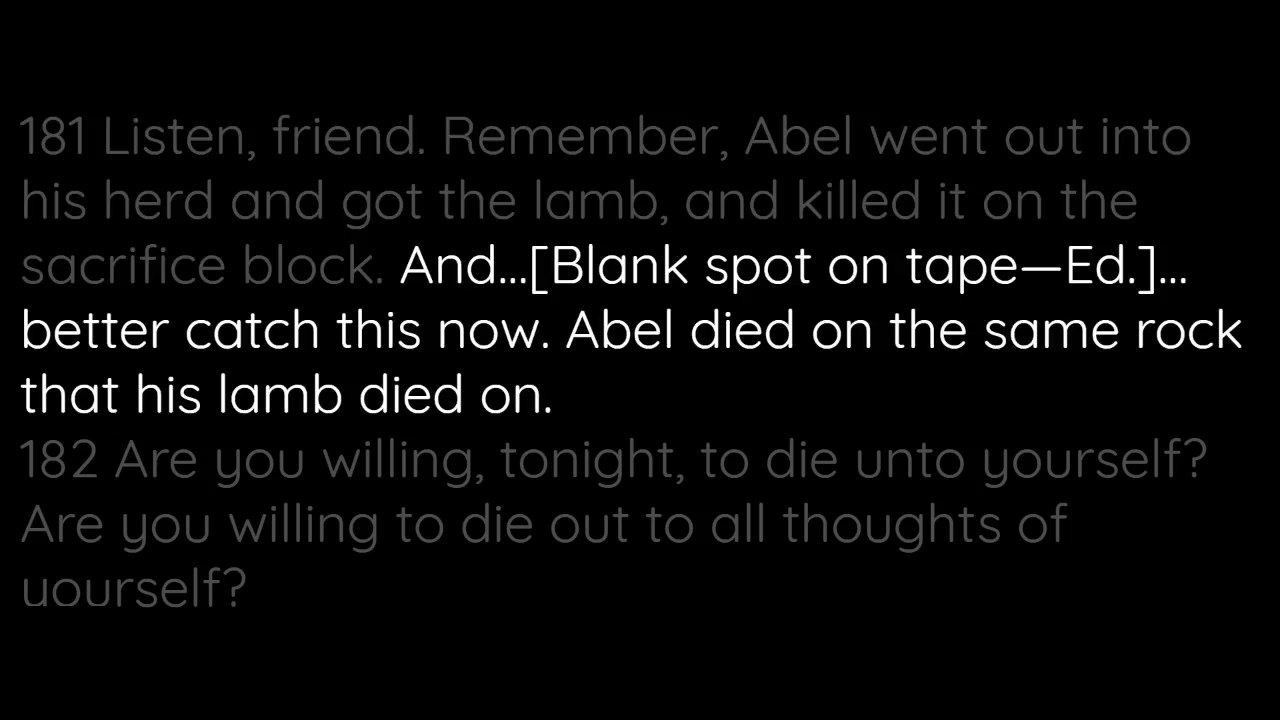 181 Listen, friend. Remember, Abel went out into
his herd and got the lamb, and killed it on the
sacrifice block. And...[Blank spot on tape—Ed.]...
better catch this now. Abel died on the same rock
that his lamb died on.
182 Are you willing, tonight, to die unto yourself?
Are you willing to die out to all thoughts of
yourself?